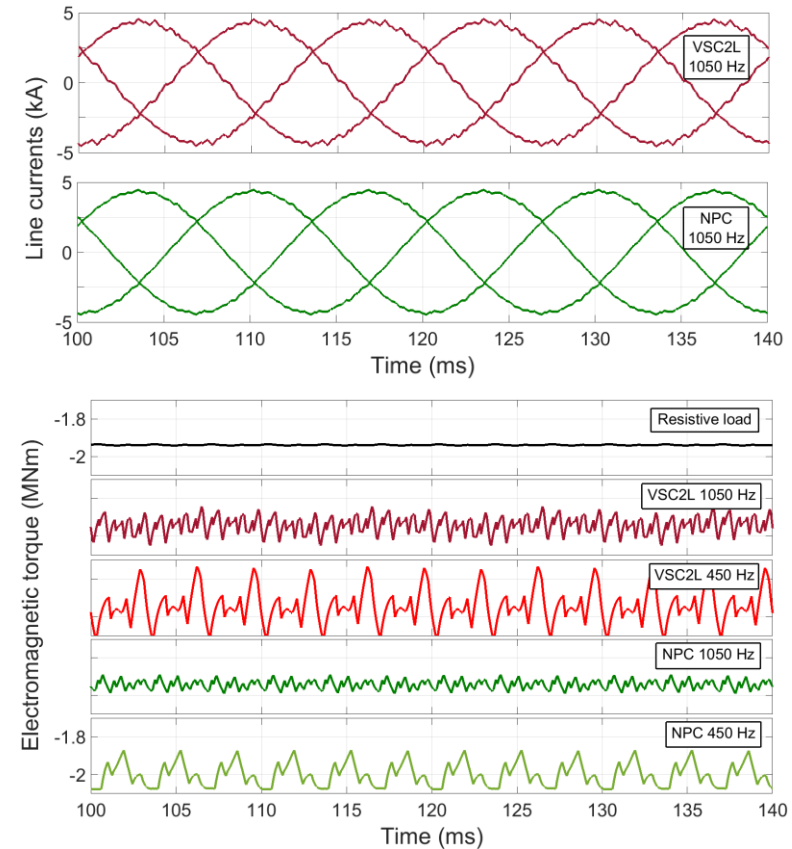 5
0
-5
Line currents (kA)
VSC2L
1050 Hz
5
0
-5
NPC
1050 Hz
100 105 110 115 120 125 130 135 140
Time (ms)
Electromagnetic torque (MNm)
-1.8
-2
Resistive load
VSC2L 1050 Hz
VSC2L 450 Hz
NPC 1050 Hz
-1.8
-2
NPC 450 Hz
100 105 110 115 120 125 130 135 140
Time (ms)